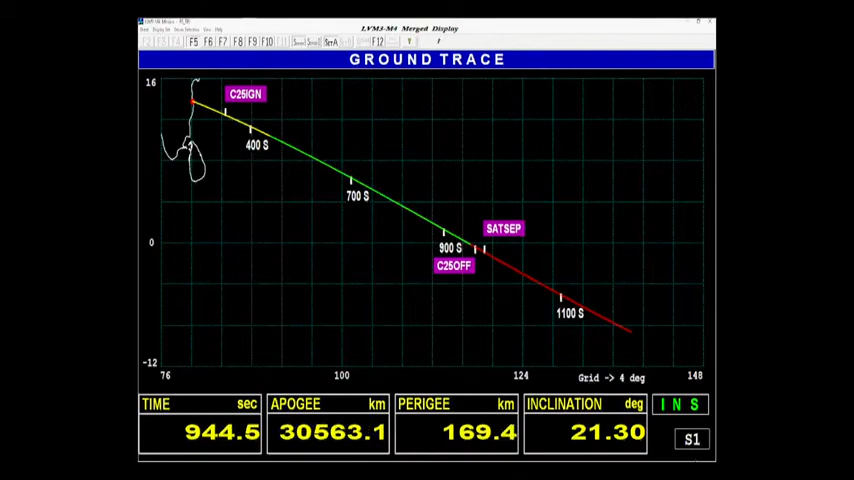 LVM3-M4 Merged Display
F5 F6 F7 F8 F9 F10 F12
GROUND TRACE
16
C25IGN
400 S
700 S
SATSEP
0
900 S
C25OFF
1100 S
-12
76 100 124 148
Grid -> 4 deg
TIME sec
944.5
APOGEE km
30563.1
PERIGEE km
169.4
INCLINATION deg
21.30
INS
S1